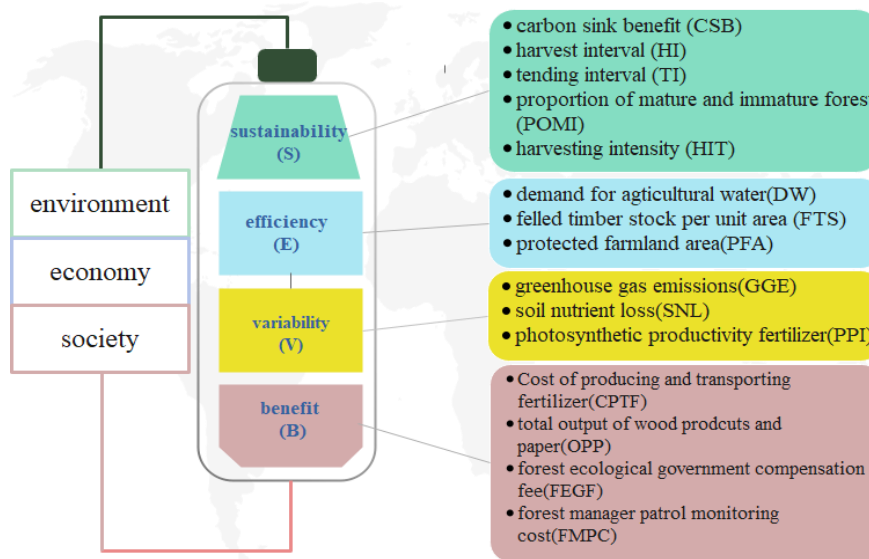 environment
economy
society
sustainability
(S)
efficiency
(E)
variability
(V)
benefit
(B)
• carbon sink benefit (CSB)
• harvest interval (HI)
• tending interval (TI)
• proportion of mature and immature forest
(POMI)
• harvesting intensity (HIT)
• demand for agticultural water(DW)
• felled timber stock per unit area (FTS)
• protected farmland area(PFA)
• greenhouse gas emissions(GGE)
• soil nutrient loss(SNL)
• photosynthetic productivity fertilizer(PPI)
• Cost of producing and transporting
fertilizer(CPTF)
• total output of wood prodcuts and
paper(OPP)
• forest ecological government compensation
fee(FEGF)
• forest manager patrol monitoring
cost(FMPC)